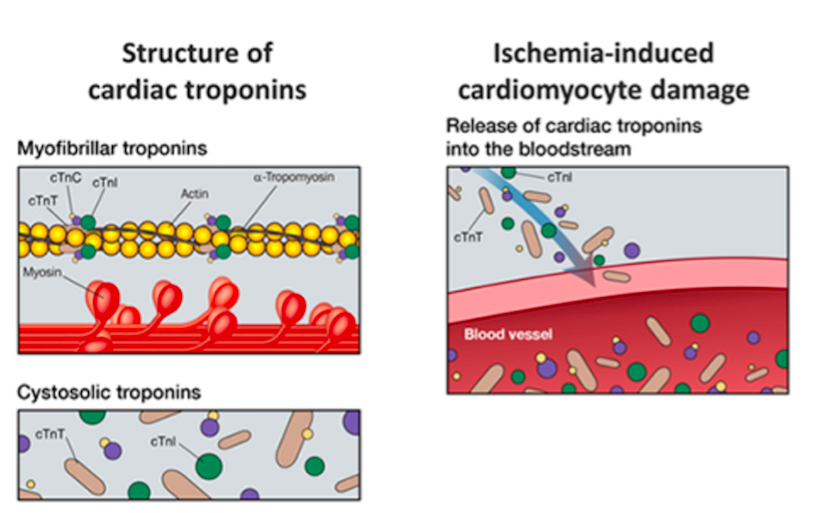 Structure of
cardiac troponins
Myofibrillar troponins
cTnC
cTnI
cTnT
Actin
α-Tropomyosin
Myosin
Cystosolic troponins
cTnT
cTnI
Ischemia-induced
cardiomyocyte damage
Release of cardiac troponins
into the bloodstream
cTnI
cTnT
Blood vessel